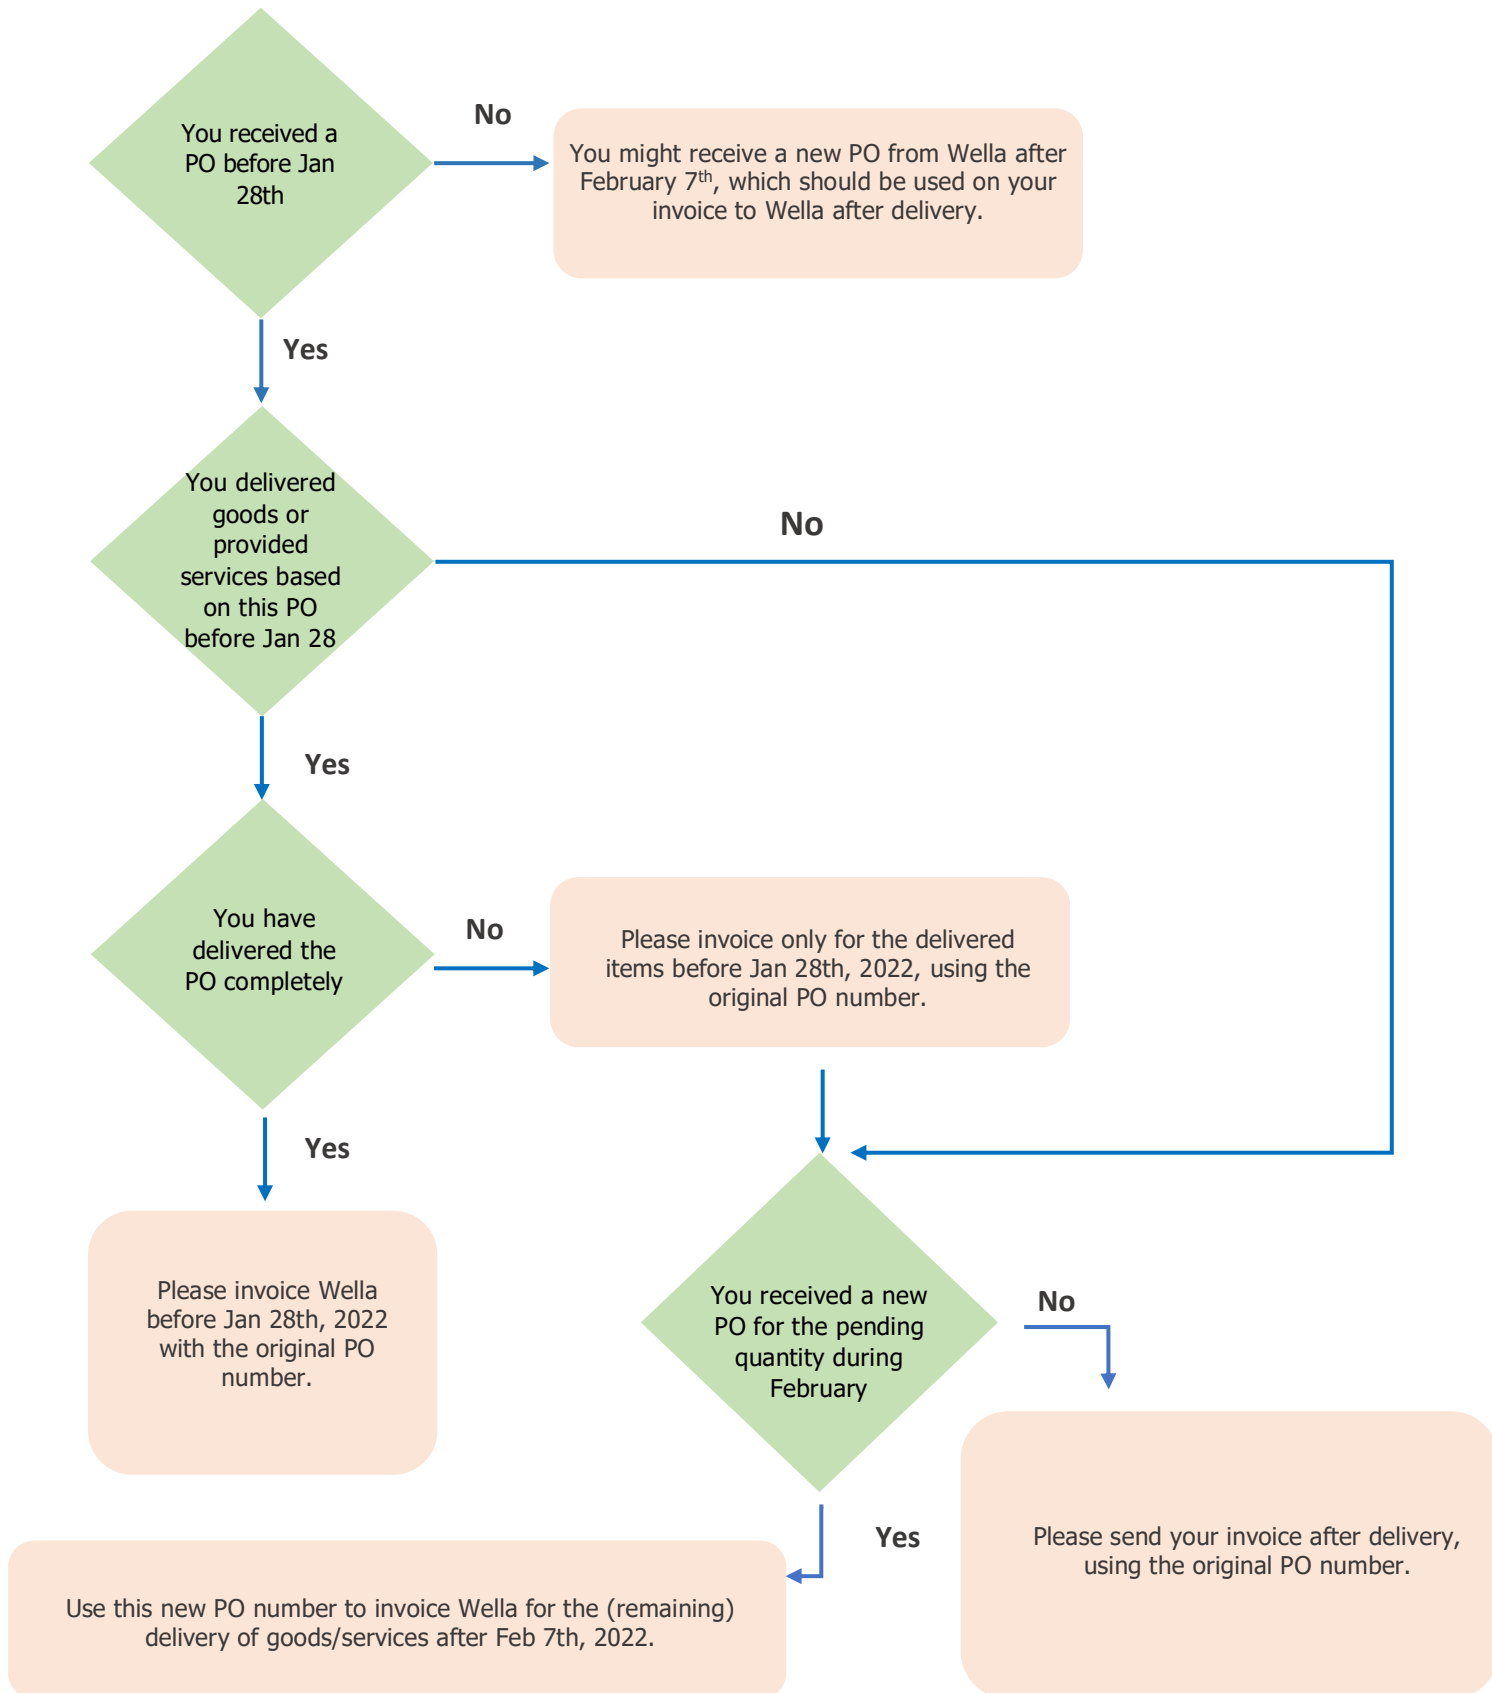 You received a
PO before Jan
28th
No
You might receive a new PO from Wella after
February 7th, which should be used on your
invoice to Wella after delivery.
Yes
You delivered
goods or
provided
services based
on this PO
before Jan 28
No
Yes
You have
delivered the
PO completely
No
Please invoice only for the delivered
items before Jan 28th, 2022, using the
original PO number.
Yes
Please invoice Wella
before Jan 28th, 2022
with the original PO
number.
You received a new
PO for the pending
quantity during
February
No
Please send your invoice after delivery,
using the original PO number.
Yes
Use this new PO number to invoice Wella for the (remaining)
delivery of goods/services after Feb 7th, 2022.